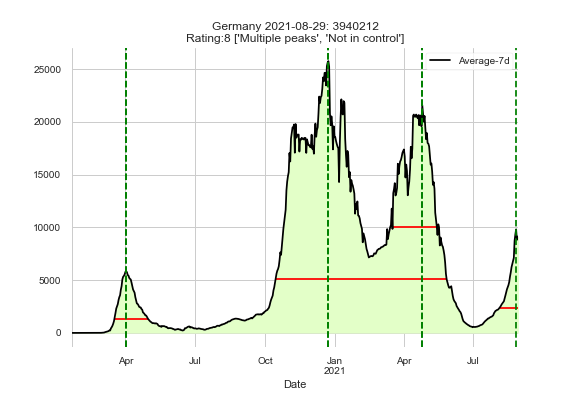 Germany 2021-08-29: 3940212
Rating:8 ['Multiple peaks', 'Not in control']
Average-7d
25000
20000
15000
10000
5000
0
Apr
Jul
Oct
Jan
2021
Apr
Jul
Date